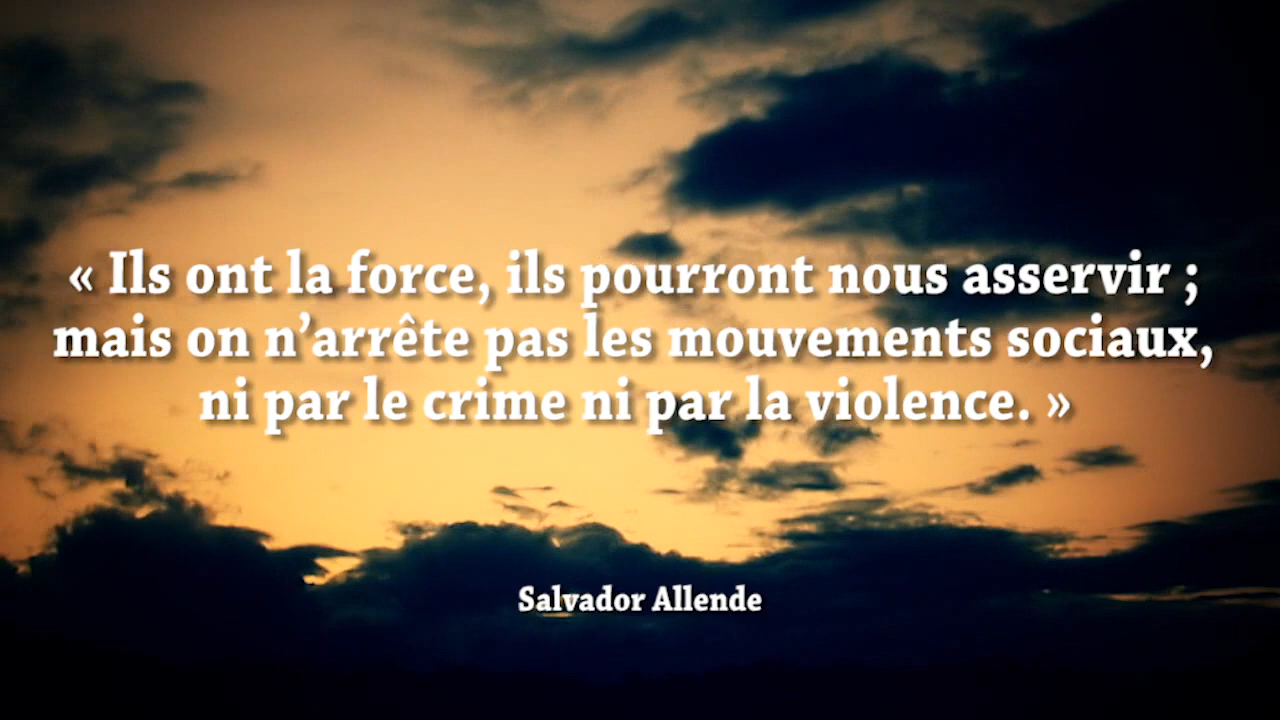 « Ils ont la force, ils pourront nous asservir ;
mais on n’arrête pas les mouvements sociaux,
ni par le crime ni par la violence. »
Salvador Allende